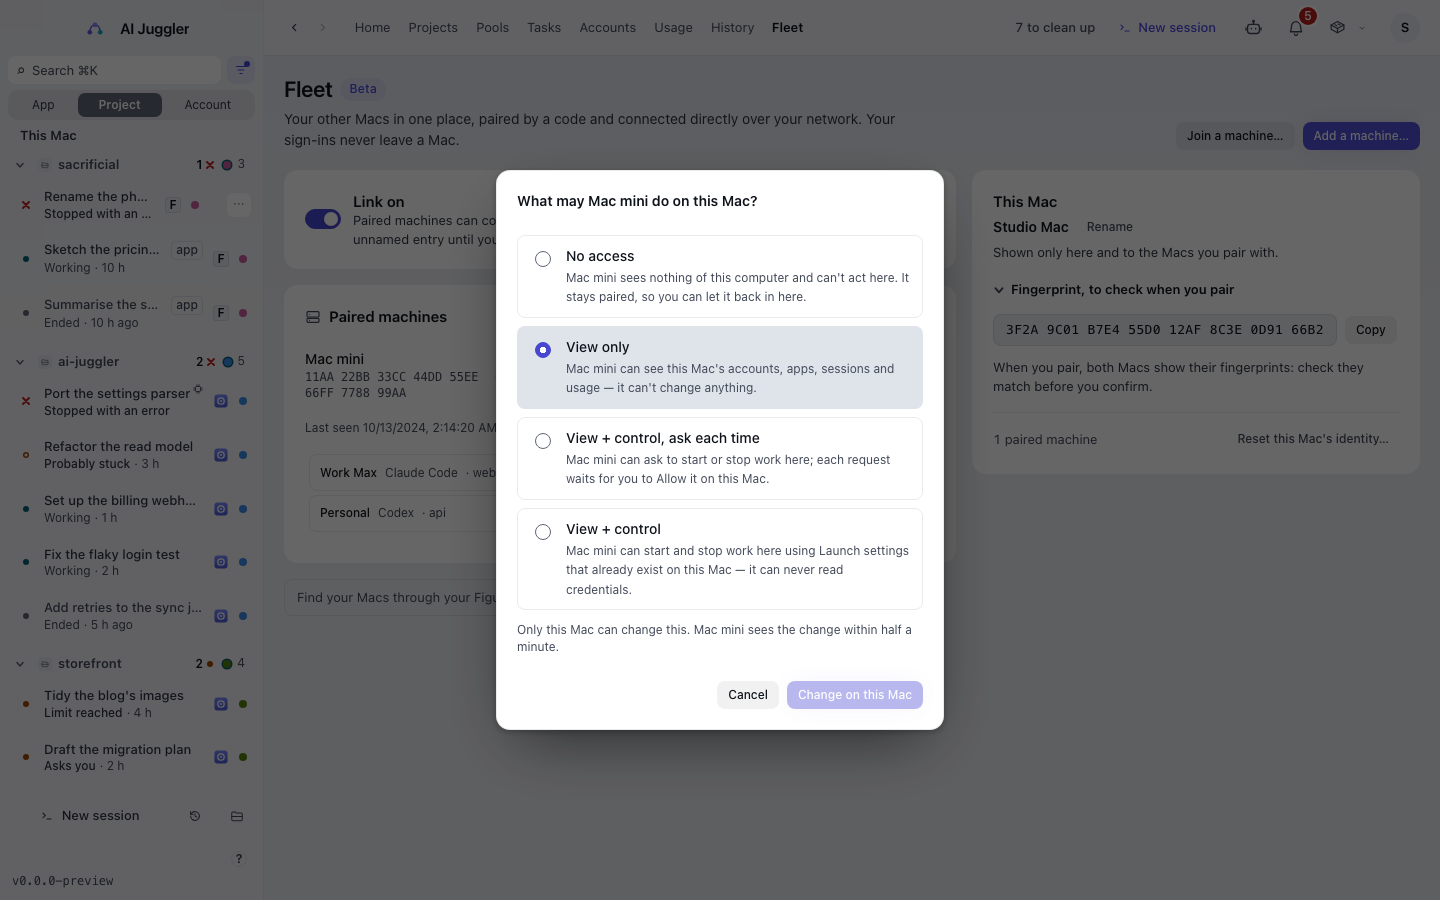 AI Juggler
Home Projects Pools Tasks Accounts Usage History Fleet
7 to clean up
New session
5
S
Search ⌘K
App Project Account
This Mac
sacrificial 1 3
Rename the ph... F
Stopped with an ...
Sketch the pricin... app F
Working · 10 h
Summarise the s... app F
Ended · 10 h ago
ai-juggler 2 5
Port the settings parser
Stopped with an error
Refactor the read model
Probably stuck · 3 h
Set up the billing webh...
Working · 1 h
Fix the flaky login test
Working · 2 h
Add retries to the sync j...
Ended · 5 h ago
storefront 2 4
Tidy the blog's images
Limit reached · 4 h
Draft the migration plan
Asks you · 2 h
New session
?
v0.0.0-preview
Fleet Beta
Your other Macs in one place, paired by a code and connected directly over your network. Your
sign-ins never leave a Mac.
Join a machine... Add a machine...
Link on
Paired machines can co
unnamed entry until you
Paired machines
Mac mini
11AA 22BB 33CC 44DD 55EE
66FF 7788 99AA
Last seen 10/13/2024, 2:14:20 AM
Work Max Claude Code · web
Personal Codex · api
Find your Macs through your Figu
What may Mac mini do on this Mac?
No access
Mac mini sees nothing of this computer and can't act here. It
stays paired, so you can let it back in here.
View only
Mac mini can see this Mac's accounts, apps, sessions and
usage — it can't change anything.
View + control, ask each time
Mac mini can ask to start or stop work here; each request
waits for you to Allow it on this Mac.
View + control
Mac mini can start and stop work here using Launch settings
that already exist on this Mac — it can never read
credentials.
Only this Mac can change this. Mac mini sees the change within half a
minute.
Cancel Change on this Mac
This Mac
Studio Mac Rename
Shown only here and to the Macs you pair with.
Fingerprint, to check when you pair
3F2A 9C01 B7E4 55D0 12AF 8C3E 0D91 66B2 Copy
When you pair, both Macs show their fingerprints: check they
match before you confirm.
1 paired machine Reset this Mac's identity...